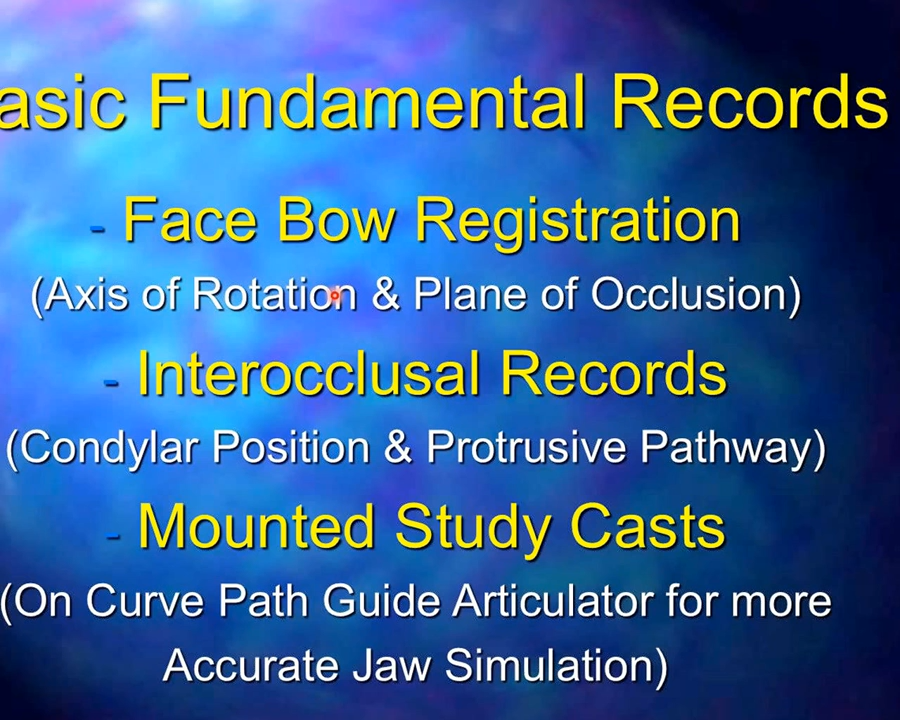 asic Fundamental Records
- Face Bow Registration
(Axis of Rotation & Plane of Occlusion)
- Interocclusal Records
(Condylar Position & Protrusive Pathway)
- Mounted Study Casts
(On Curve Path Guide Articulator for more
Accurate Jaw Simulation)